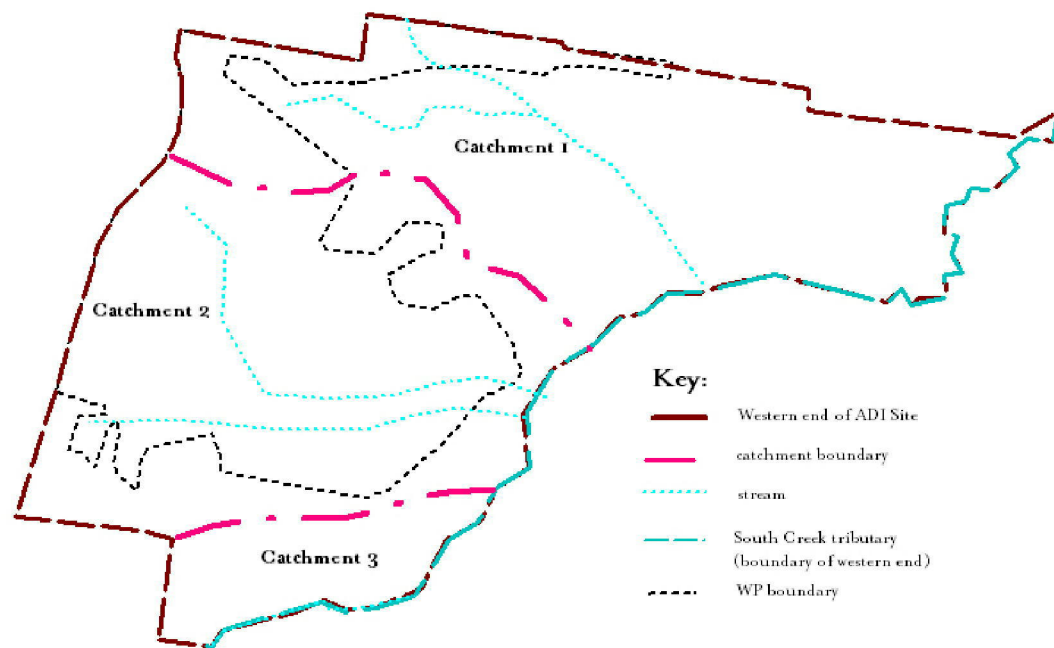 Catchment 1
Catchment 2
Catchment 3
Key:
Western end of ADI Site
catchment boundary
stream
South Creek tributary
(boundary of western end)
WP boundary